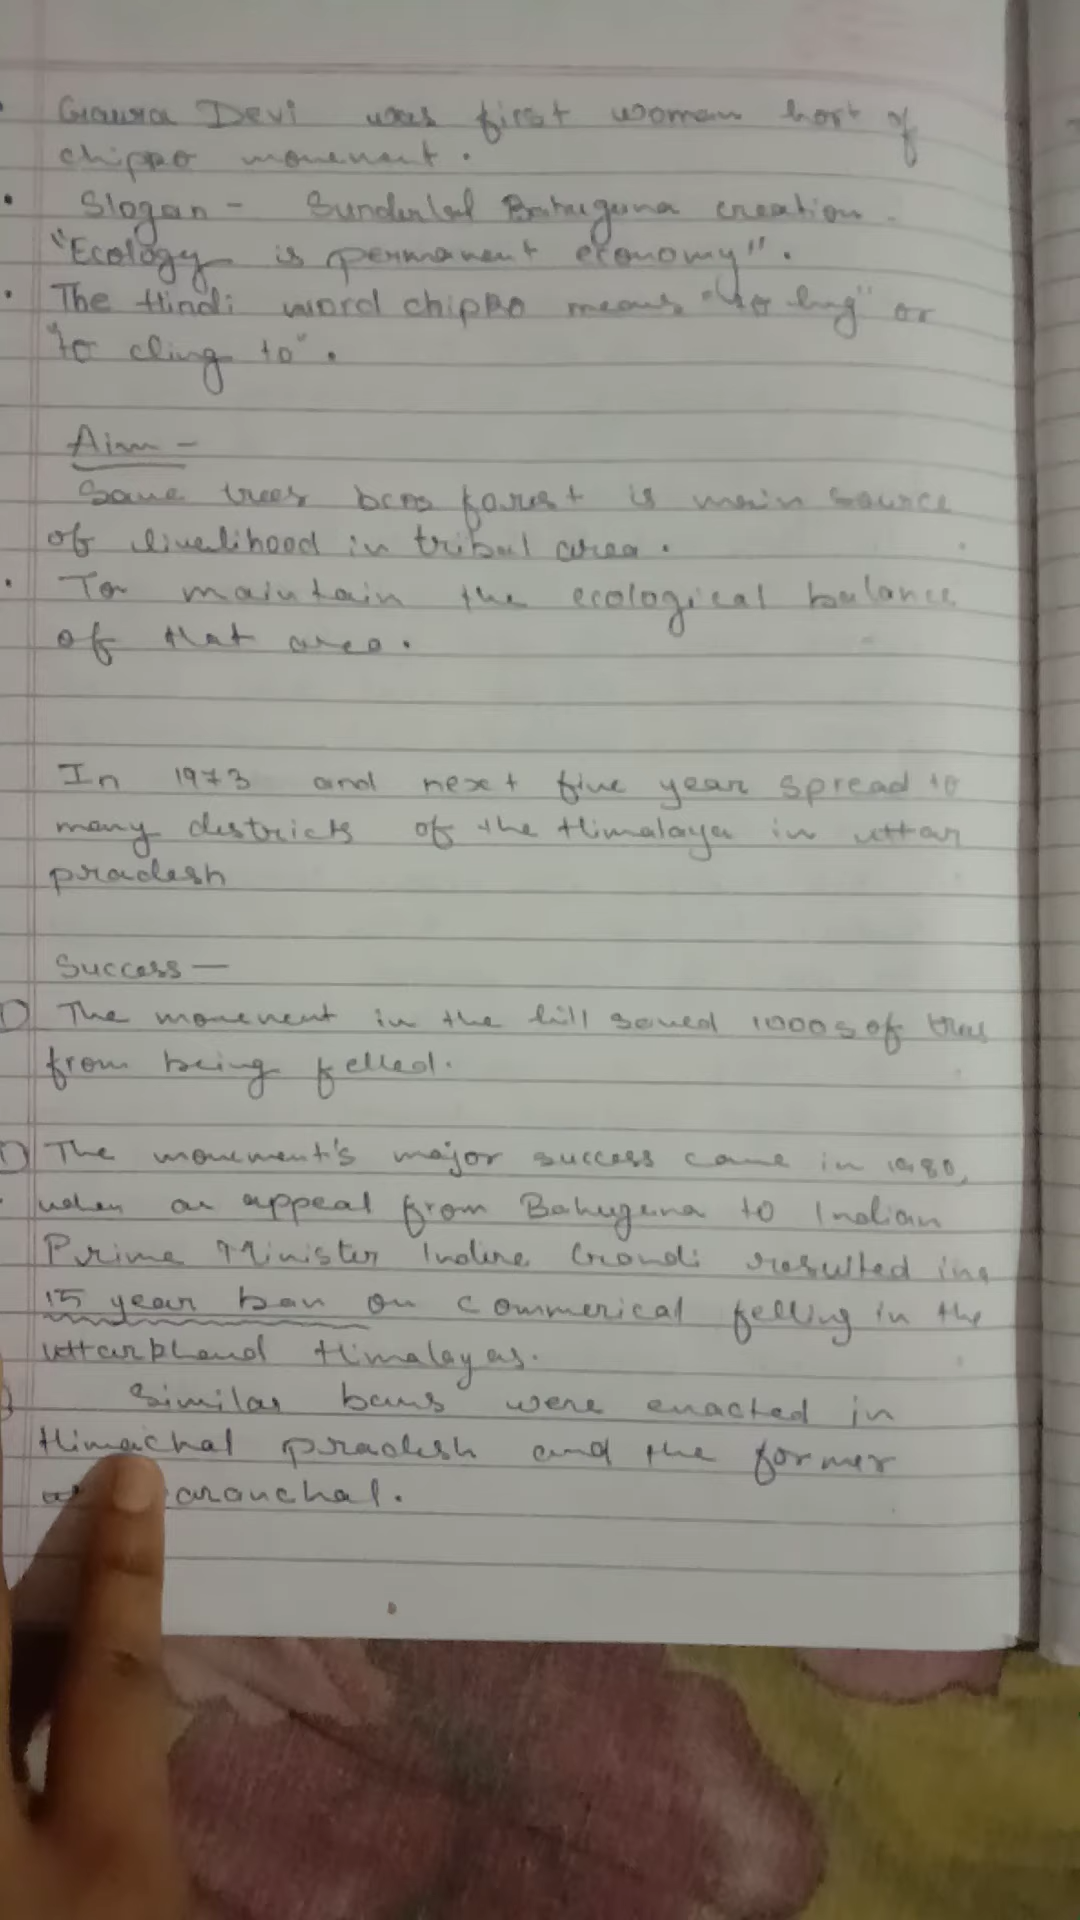 Gaura Devi was first woman host of
chippo movement.
• Slogan - Sunderlal Bahuguna creation.
"Ecology is permanent economy".
• The Hindi word chippo means "to hug" or
"to cling to".
Aim -
Save trees bcos forest is main source
of livelihood in tribal area.
• To maintain the ecological balance
of that area.
In 1973 and next five year spread to
many districts of the Himalaya in uttar
pradesh
Success -
The movement in the hill saved 1000s of trees
from being felled.
The movement's major success came in 1980,
when an appeal from Bahuguna to Indian
Prime Minister Indira Gandi resulted in a
15 year ban on commerical felling in the
uttarkhand Himalayas.
Similar bans were enacted in
Himachal pradesh and the former